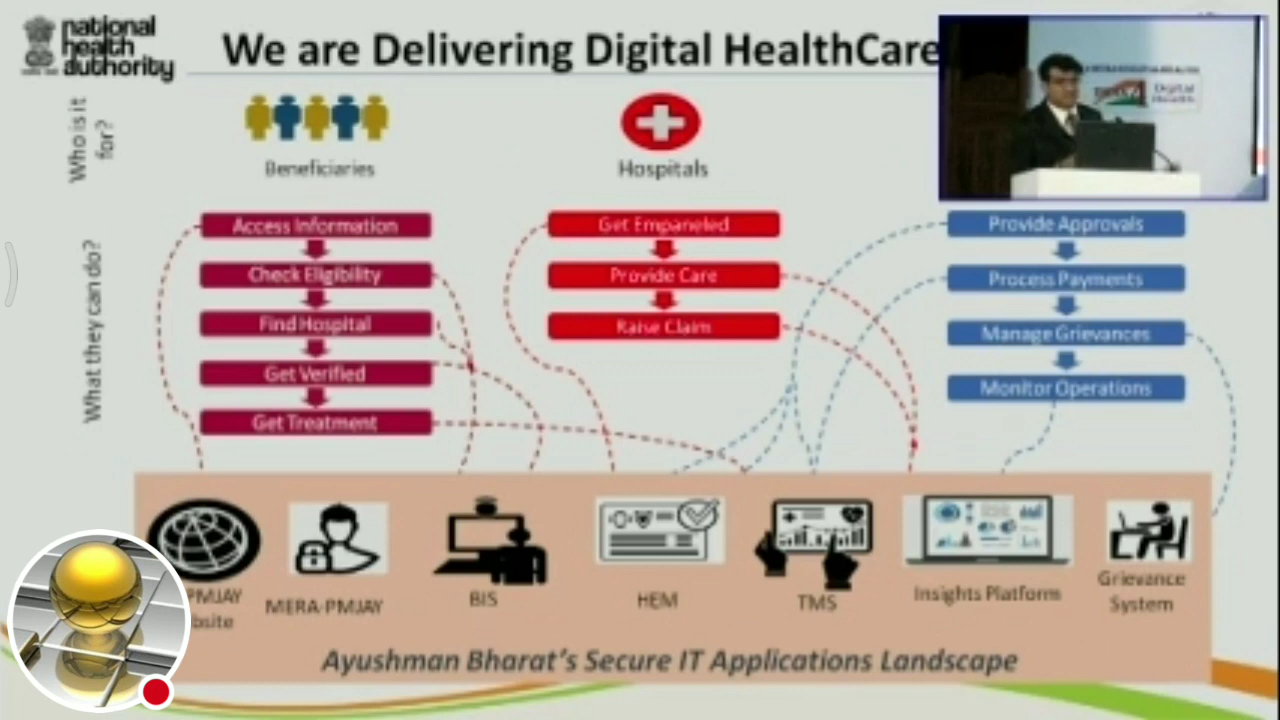 national
health
authority
We are Delivering Digital HealthCare
Who is it
for?
Beneficiaries
Hospitals
Digital
Health
What they can do?
Access Information
Check Eligibility
Find Hospital
Get Verified
Get Treatment
Get Empaneled
Provide Care
Raise Claim
Provide Approvals
Process Payments
Manage Grievances
Monitor Operations
PMJAY
MERA-PMJAY
BIS
HEM
TMS
Insights Platform
Grievance
System
Ayushman Bharat's Secure IT Applications Landscape